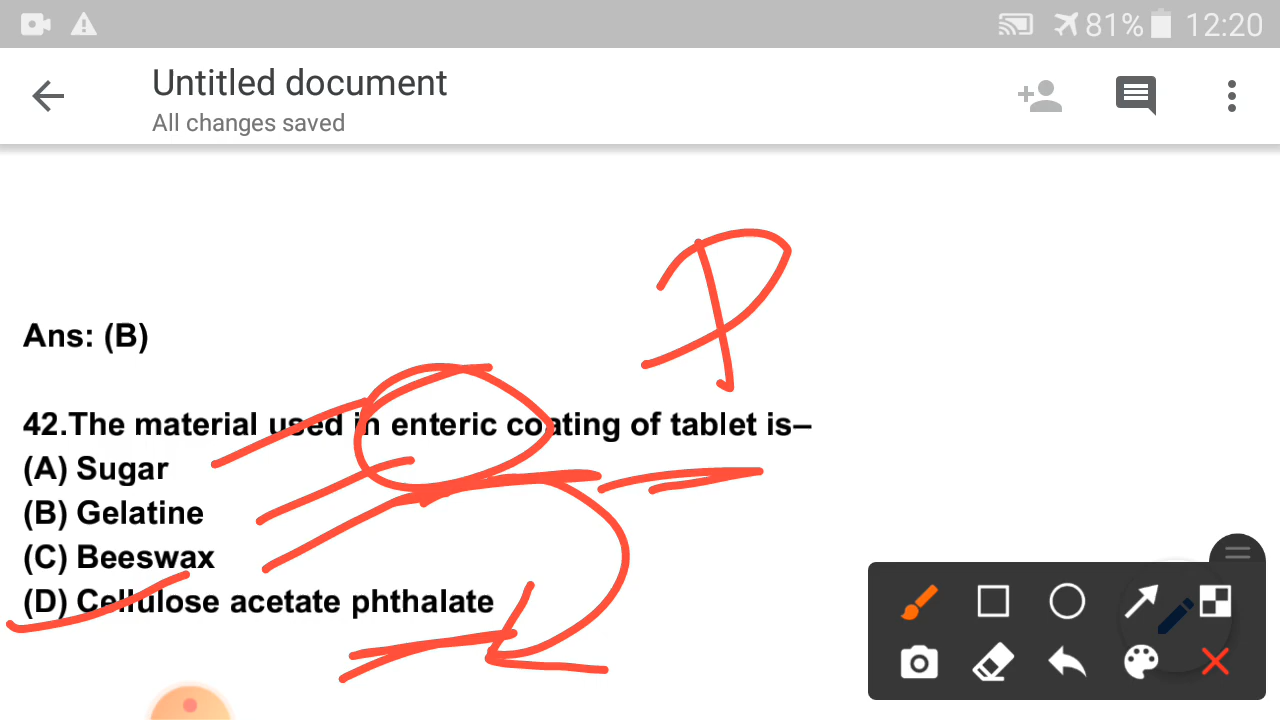 81% 12:20
Untitled document
All changes saved
Ans: (B)
P
42.The material used in enteric coating of tablet is–
(A) Sugar
(B) Gelatine
(C) Beeswax
(D) Cellulose acetate phthalate